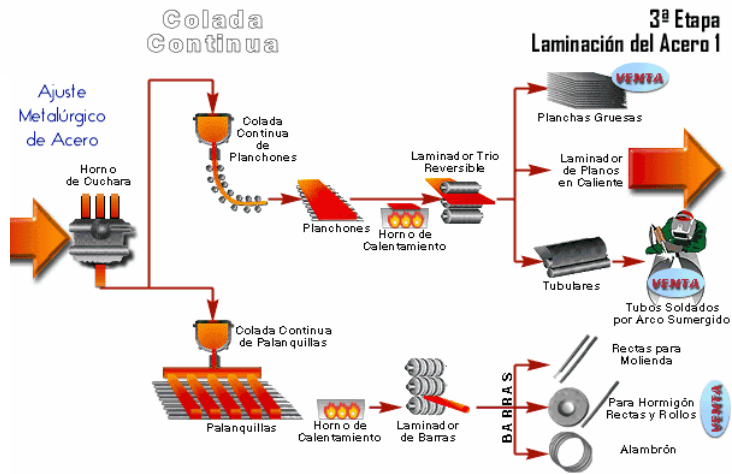 Colada
Continua
3ª Etapa
Laminación del Acero 1
Ajuste
Metalúrgico
de Acero
Horno
de Cuchara
Colada
Continua
de Planchones
Planchones
Horno de
Calentamiento
Laminador Trio
Reversible
VENTA
Planchas Gruesas
Laminador
de Planos
en Caliente
Tubulares
VENTA
Tubos Soldados
por Arco Sumergido
Colada Continua
de Palanquillas
Palanquillas
Horno de
Calentamiento
Laminador
de Barras
BARRAS
Rectas para
Molienda
Para Hormigón
Rectas y Rollos
VENTA
Alambrón